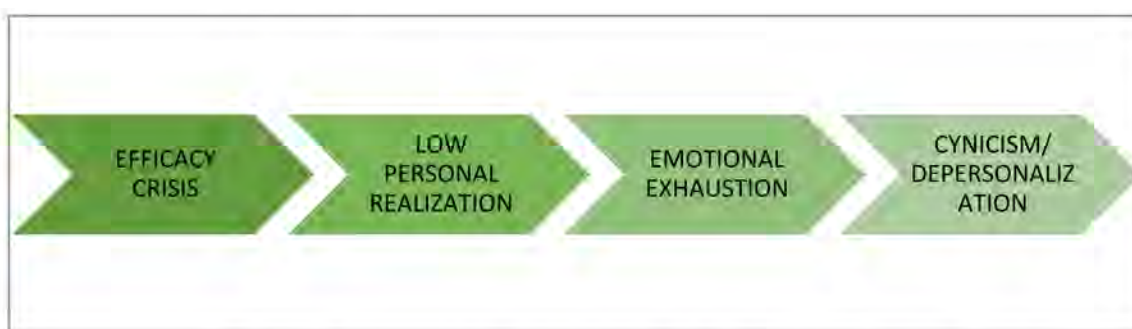 EFFICACY
CRISIS
LOW
PERSONAL
REALIZATION
EMOTIONAL
EXHAUSTION
CYNICISM/
DEPERSONALIZ
ATION